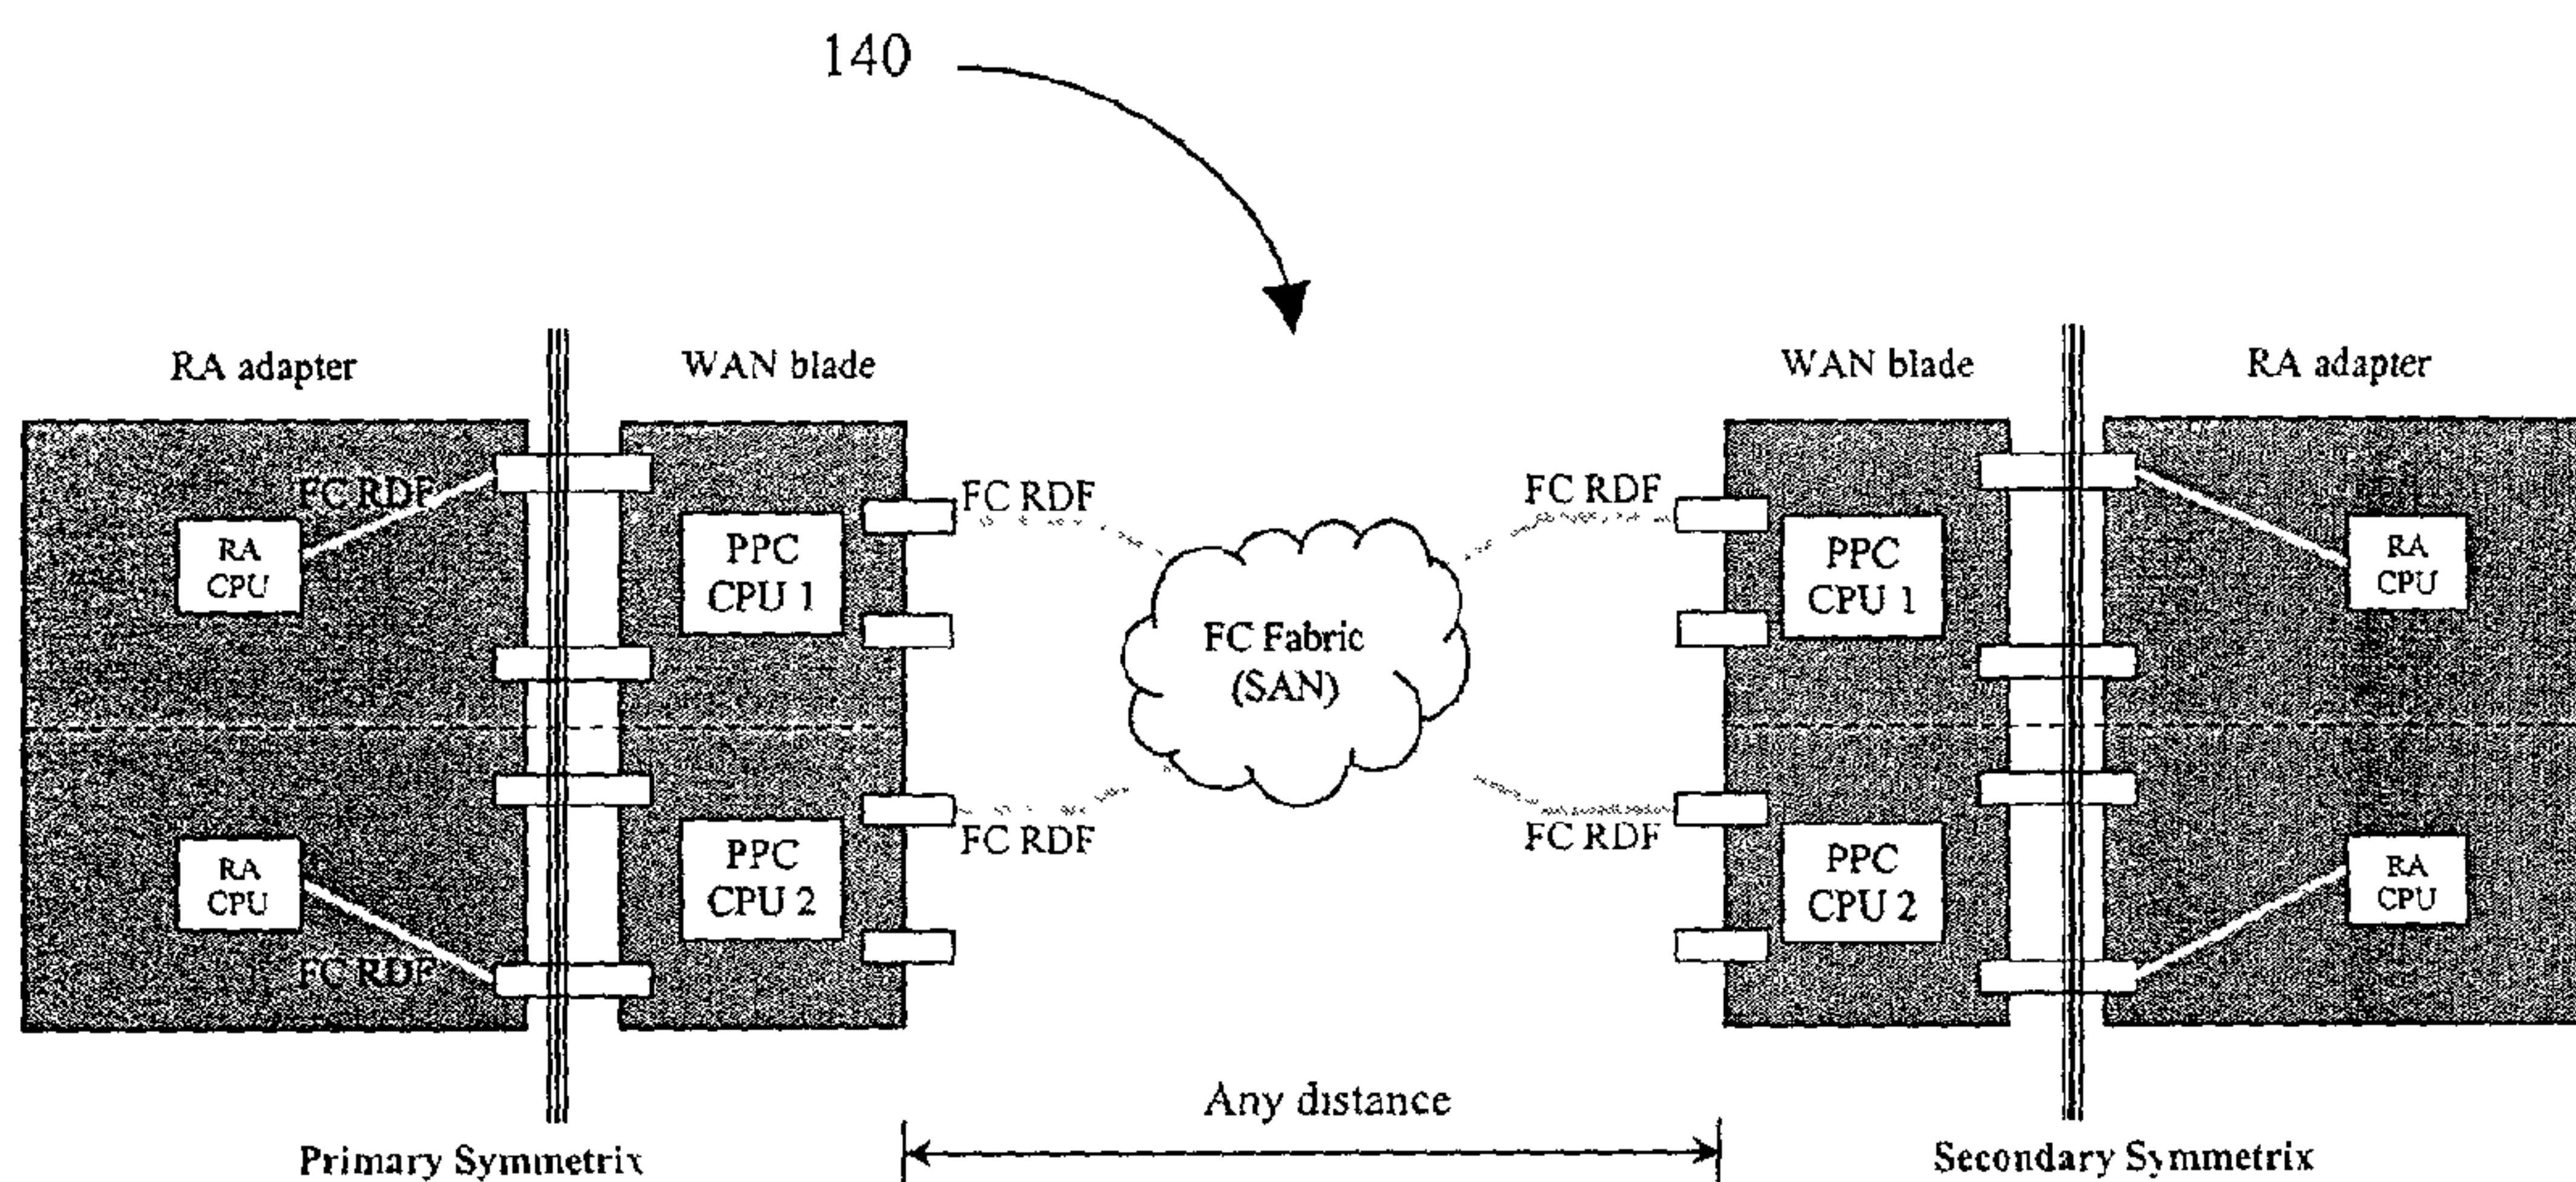 140
RA adapter
WAN blade
WAN blade
RA adapter
FC RDF
FC RDF
FC RDF
RA
CPU
PPC
CPU 1
FC Fabric
(SAN)
PPC
CPU 1
RA
CPU
RA
CPU
PPC
CPU 2
FC RDF
FC RDF
PPC
CPU 2
RA
CPU
FC RDF
Any distance
Primary Symmetrix
Secondary Symmetrix